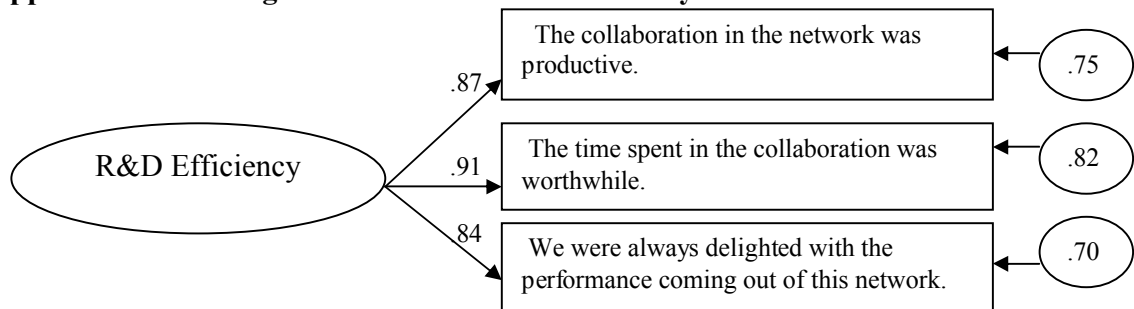 The collaboration in the network was
productive.
.75
.87
R&D Efficiency
The time spent in the collaboration was
worthwhile.
.82
.91
.84
We were always delighted with the
performance coming out of this network.
.70